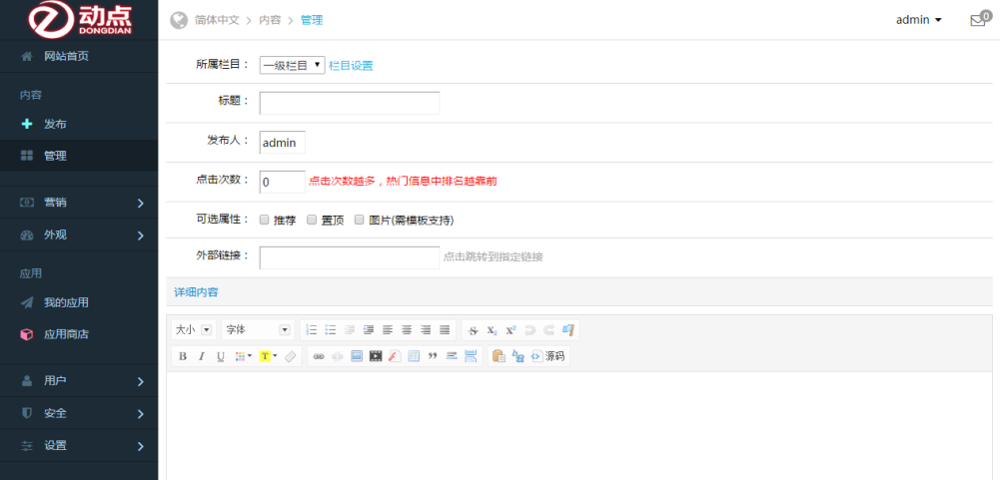 动点
DONGDIAN
简体中文 > 内容 > 管理
admin
0
网站首页
内容
发布
管理
营销
外观
应用
我的应用
应用商店
用户
安全
设置
所属栏目： 一级栏目 栏目设置
标题：
发布人： admin
点击次数： 0 点击次数越多，热门信息中排名越靠前
可选属性： 推荐 置顶 图片(需模板支持)
外部链接： 点击跳转到指定链接
详细内容
大小 字体 S X₂ X²
B I U T 源码